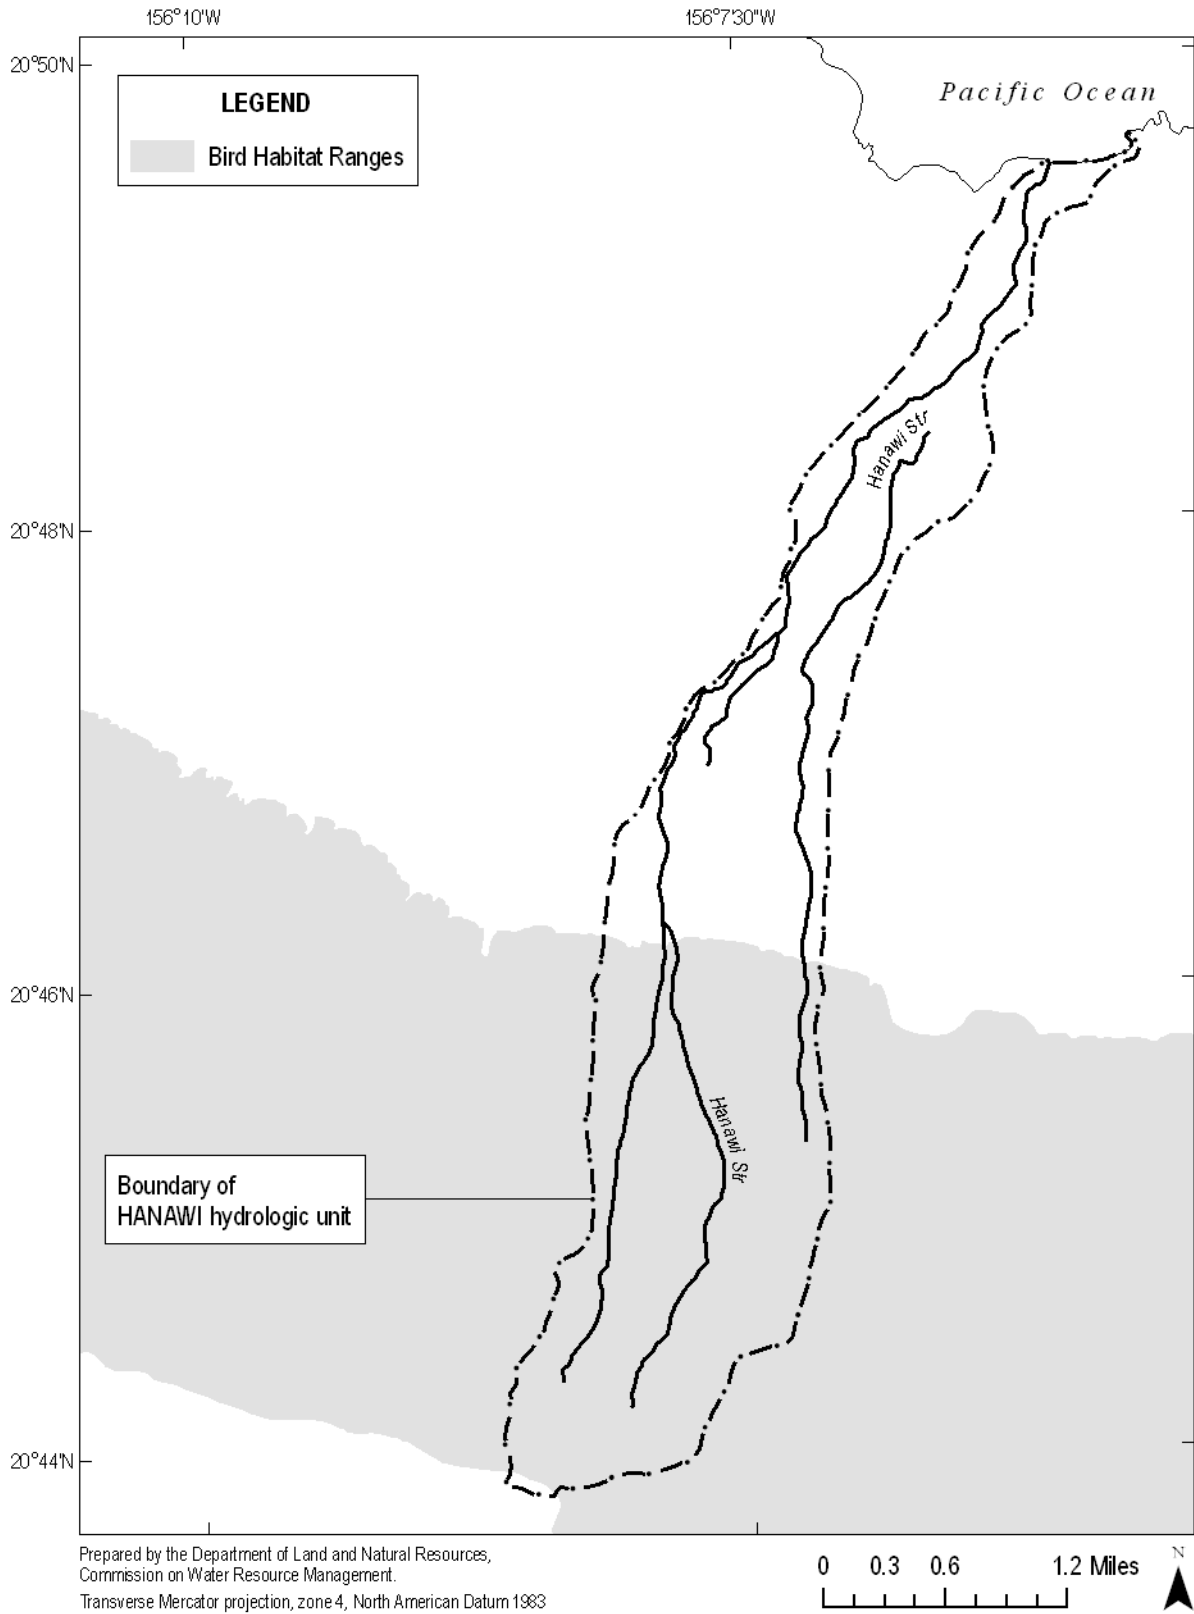 156°10'W
156°7'30"W
20°50'N
LEGEND
Bird Habitat Ranges
Pacific Ocean
Hanawi Str
20°48'N
20°46'N
Hanawi Str
Boundary of
HANAWI hydrologic unit
20°44'N
Prepared by the Department of Land and Natural Resources,
Commission on Water Resource Management.
Transverse Mercator projection, zone 4, North American Datum 1983
0 0.3 0.6 1.2 Miles
N